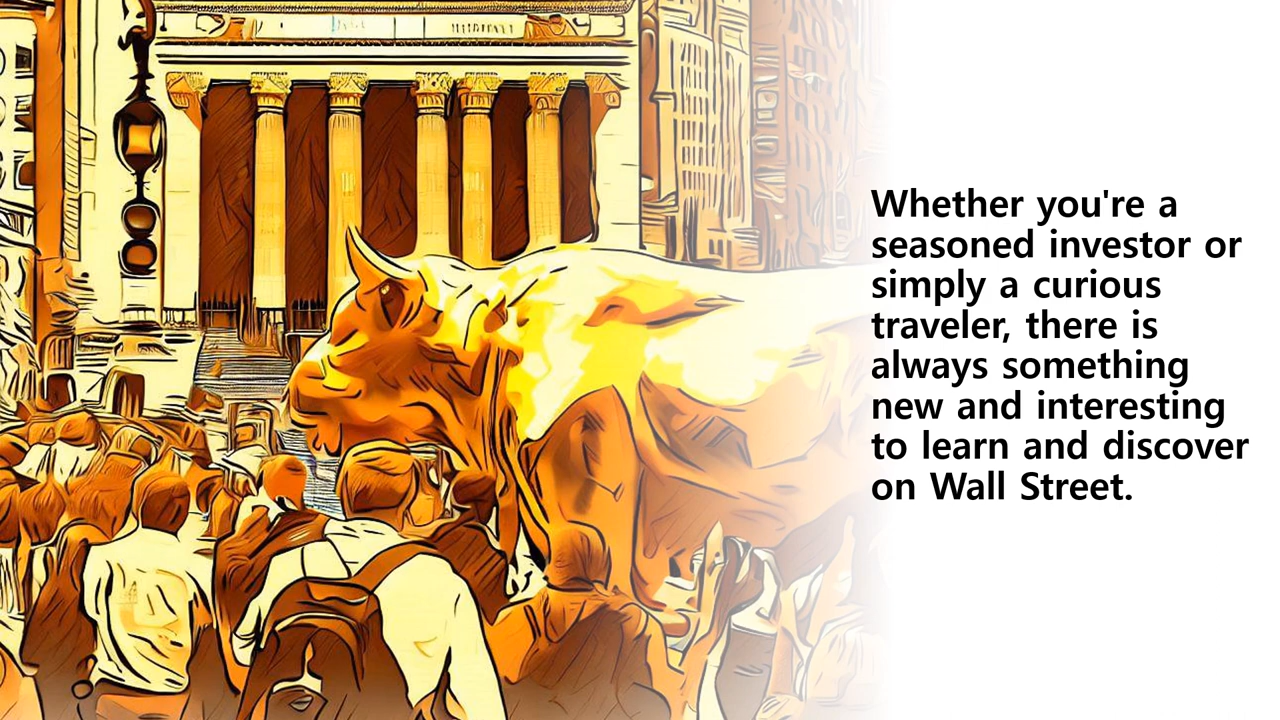 Whether you're a
seasoned investor or
simply a curious
traveler, there is
always something
new and interesting
to learn and discover
on Wall Street.